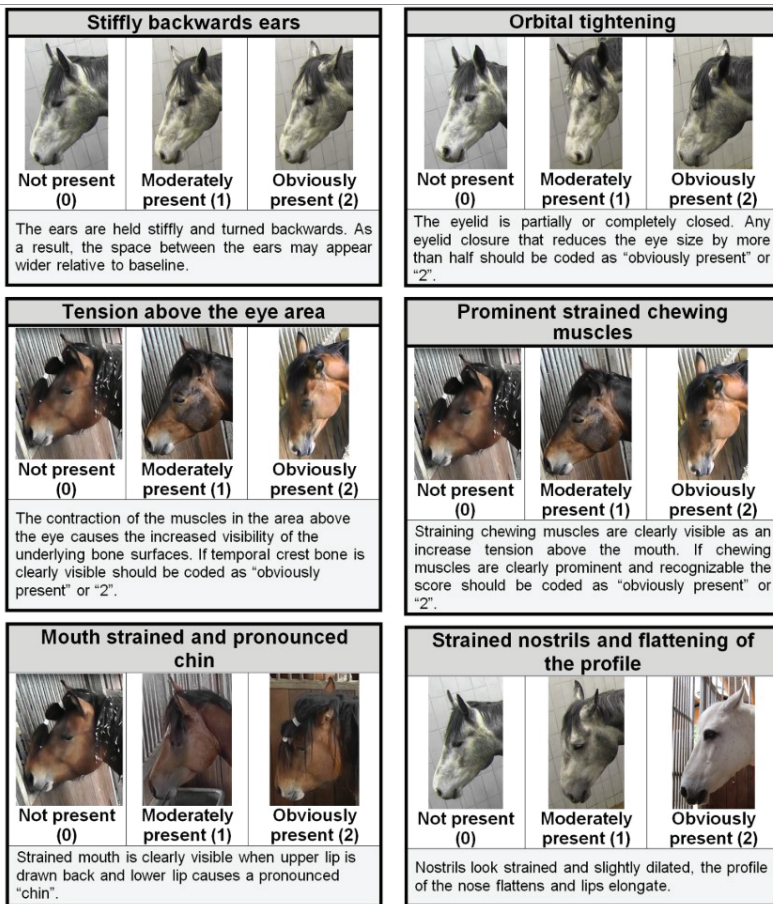 Stiffly backwards ears
Not present
(0)
Moderately
present (1)
Obviously
present (2)
The ears are held stiffly and turned backwards. As
a result, the space between the ears may appear
wider relative to baseline.
Orbital tightening
Not present
(0)
Moderately
present (1)
Obviously
present (2)
The eyelid is partially or completely closed. Any
eyelid closure that reduces the eye size by more
than half should be coded as “obviously present” or
“2”.
Tension above the eye area
Not present
(0)
Moderately
present (1)
Obviously
present (2)
The contraction of the muscles in the area above
the eye causes the increased visibility of the
underlying bone surfaces. If temporal crest bone is
clearly visible should be coded as “obviously
present” or “2”.
Prominent strained chewing
muscles
Not present
(0)
Moderately
present (1)
Obviously
present (2)
Straining chewing muscles are clearly visible as an
increase tension above the mouth. If chewing
muscles are clearly prominent and recognizable the
score should be coded as “obviously present” or
“2”.
Mouth strained and pronounced
chin
Not present
(0)
Moderately
present (1)
Obviously
present (2)
Strained mouth is clearly visible when upper lip is
drawn back and lower lip causes a pronounced
“chin”.
Strained nostrils and flattening of
the profile
Not present
(0)
Moderately
present (1)
Obviously
present (2)
Nostrils look strained and slightly dilated, the profile
of the nose flattens and lips elongate.